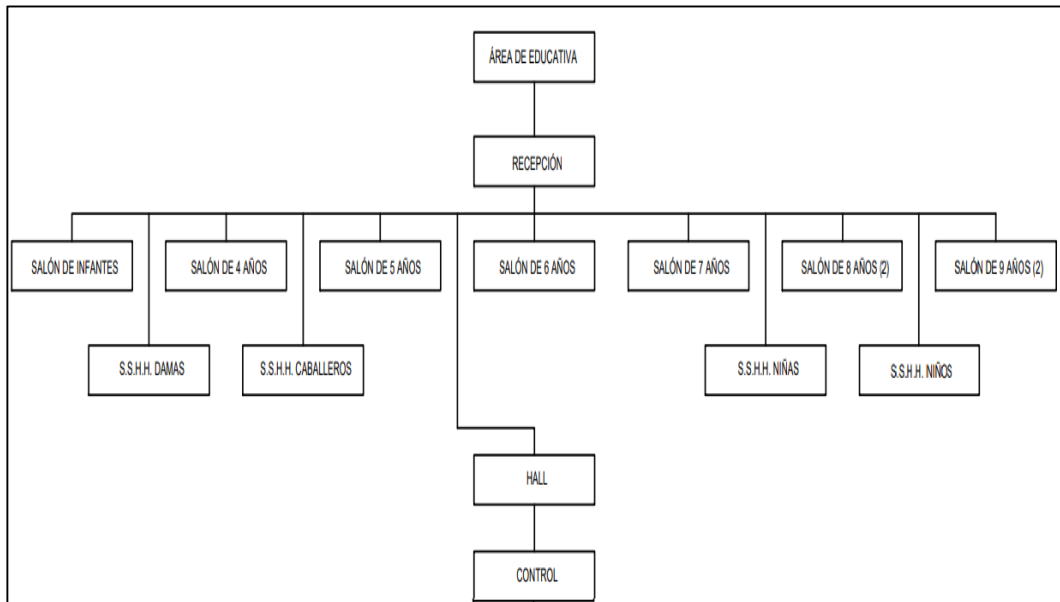 ÁREA DE EDUCATIVA
RECEPCIÓN
SALÓN DE INFANTES
SALÓN DE 4 AÑOS
SALÓN DE 5 AÑOS
SALÓN DE 6 AÑOS
SALÓN DE 7 AÑOS
SALÓN DE 8 AÑOS (2)
SALÓN DE 9 AÑOS (2)
S.S.H.H. DAMAS
S.S.H.H. CABALLEROS
S.S.H.H. NIÑAS
S.S.H.H. NIÑOS
HALL
CONTROL